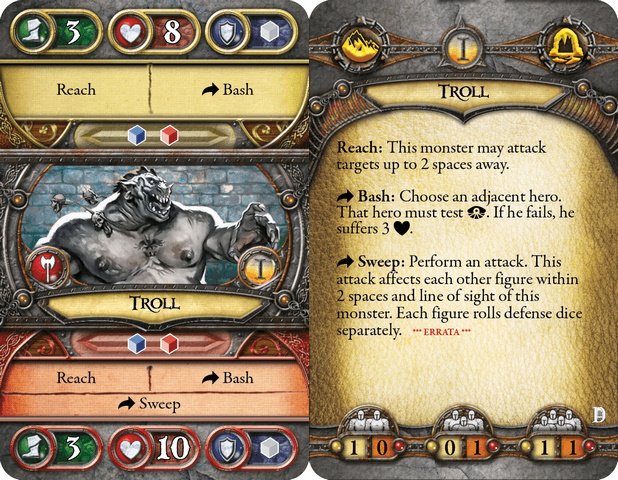 3 8
Reach Bash
I
TROLL
Reach Bash
Sweep
3 10
I
TROLL
Reach: This monster may attack
targets up to 2 spaces away.
Bash: Choose an adjacent hero.
That hero must test . If he fails, he
suffers 3 .
Sweep: Perform an attack. This
attack affects each other figure within
2 spaces and line of sight of this
monster. Each figure rolls defense dice
separately. *** ERRATA ***
D
1 0 0 1 1 1